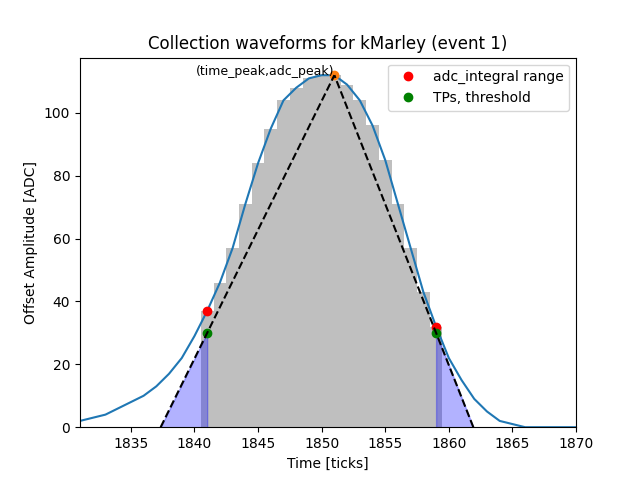 Collection waveforms for kMarley (event 1)
(time_peak,adc_peak)
adc_integral range
TPs, threshold
Offset Amplitude [ADC]
100
80
60
40
20
0
1835 1840 1845 1850 1855 1860 1865 1870
Time [ticks]